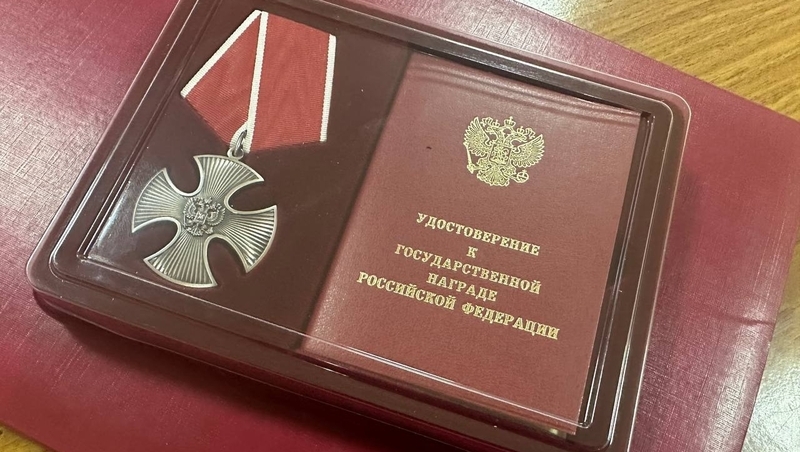 УДОСТОВЕРЕНИЕ
К
ГОСУДАРСТВЕННОЙ
НАГРАДЕ
РОССИЙСКОЙ ФЕДЕРАЦИИ